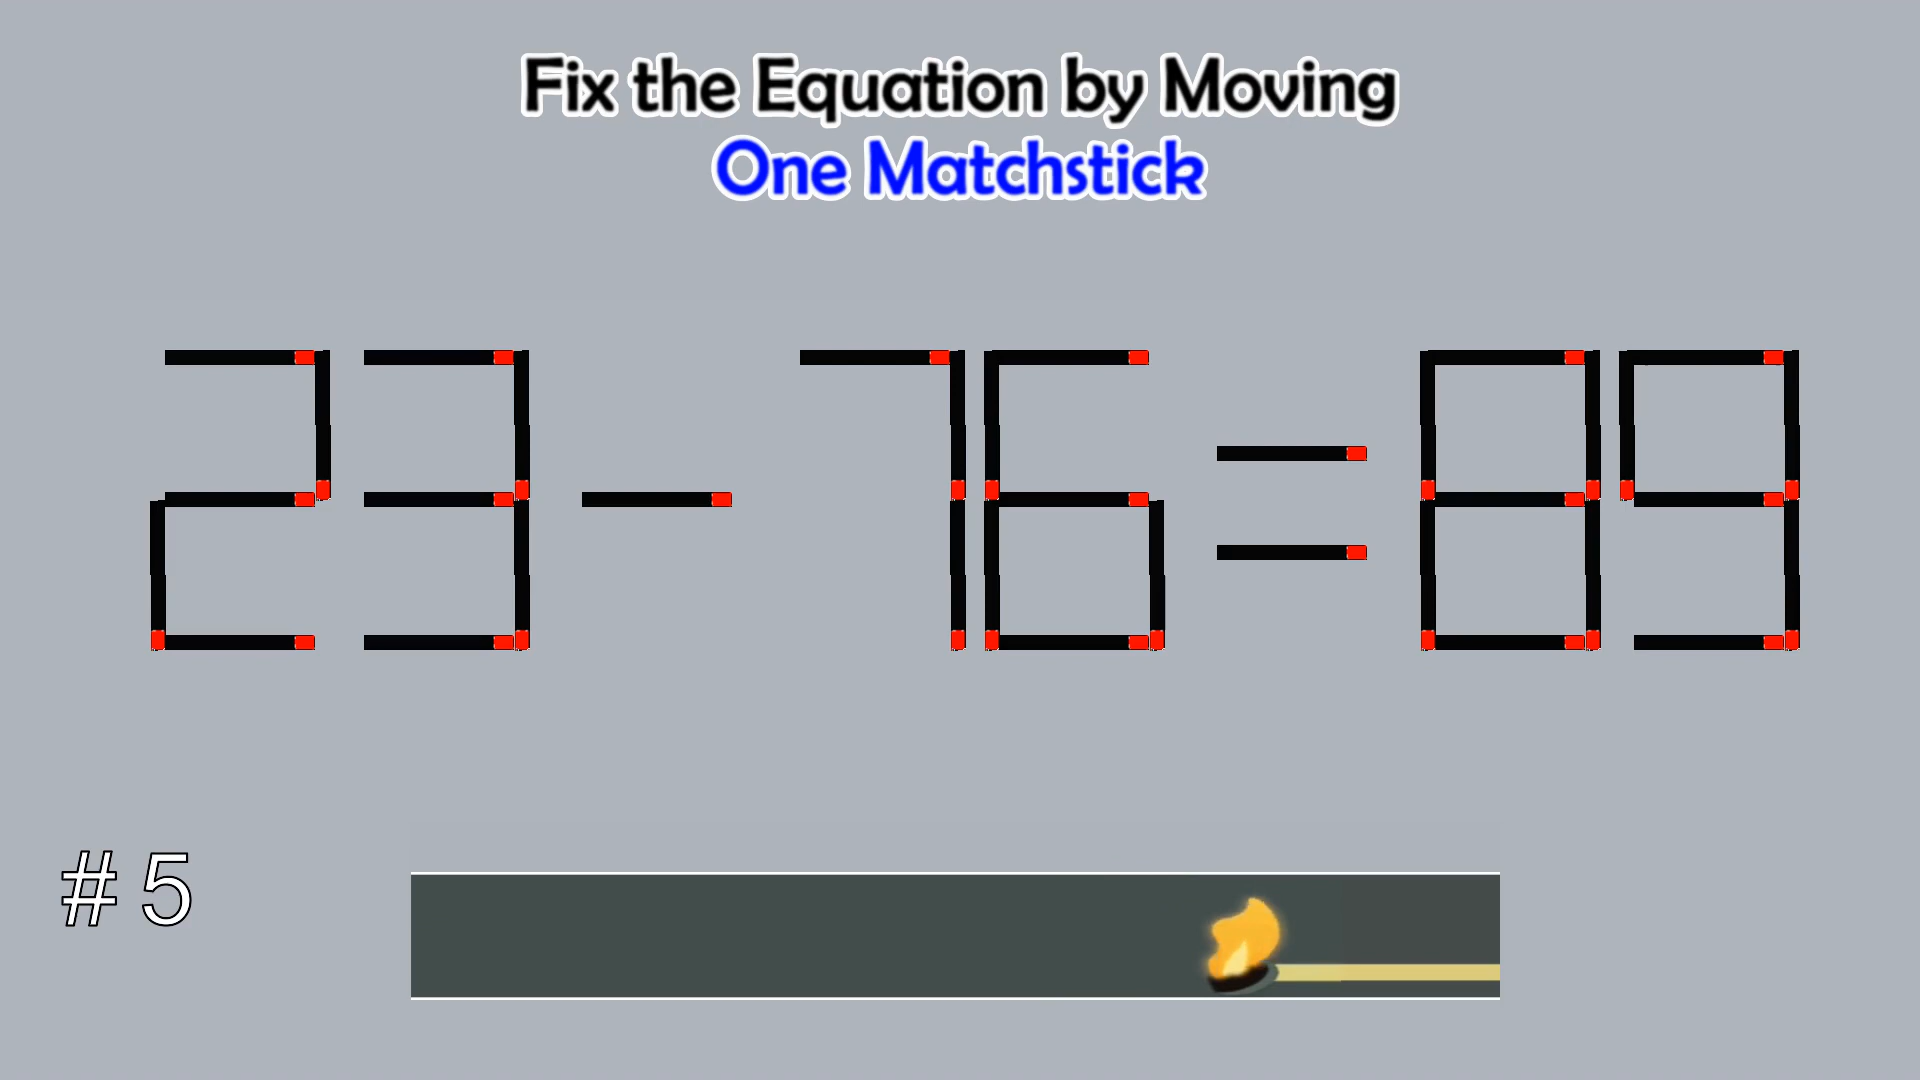 Fix the Equation by Moving
One Matchstick
23-76=89
#5